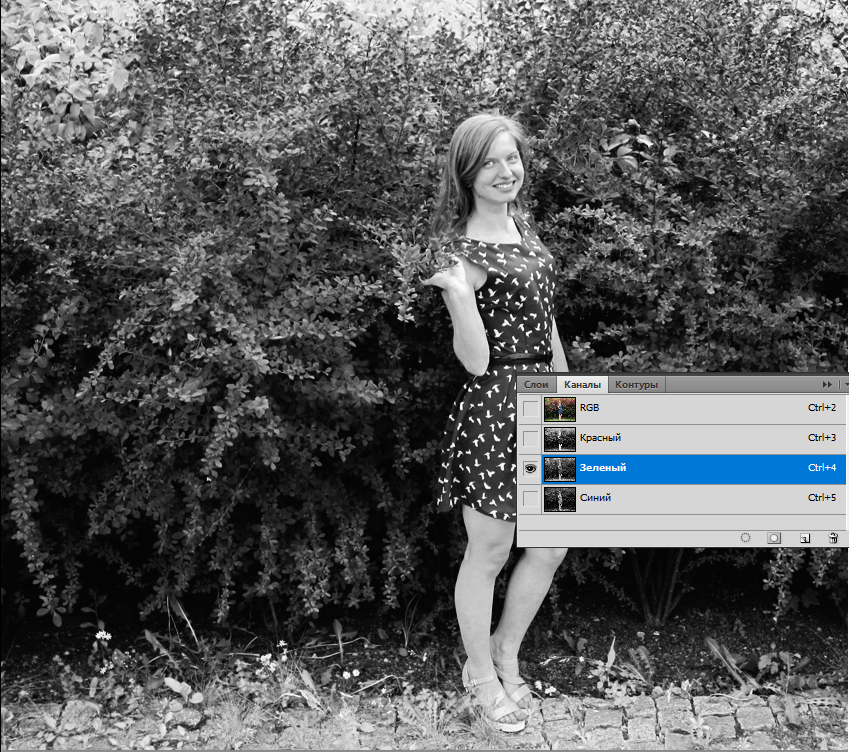 Слои Каналы Контуры
RGB Ctrl+2
Красный Ctrl+3
Зеленый Ctrl+4
Синий Ctrl+5